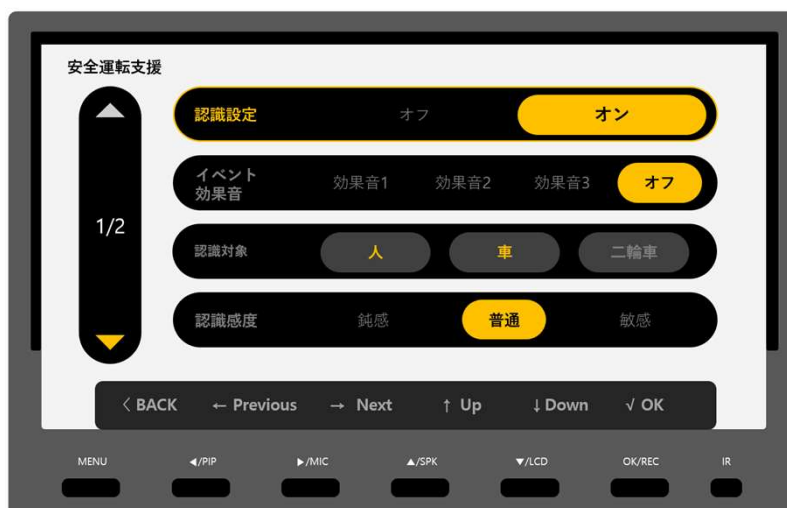 安全運転支援
認識設定 オフ オン
イベント
効果音 効果音1 効果音2 効果音3 オフ
1/2
認識対象 人 車 二輪車
認識感度 鈍感 普通 敏感
〈 BACK ← Previous → Next ↑ Up ↓ Down √ OK
MENU ◀/PIP ▶/MIC ▲/SPK ▼/LCD OK/REC IR